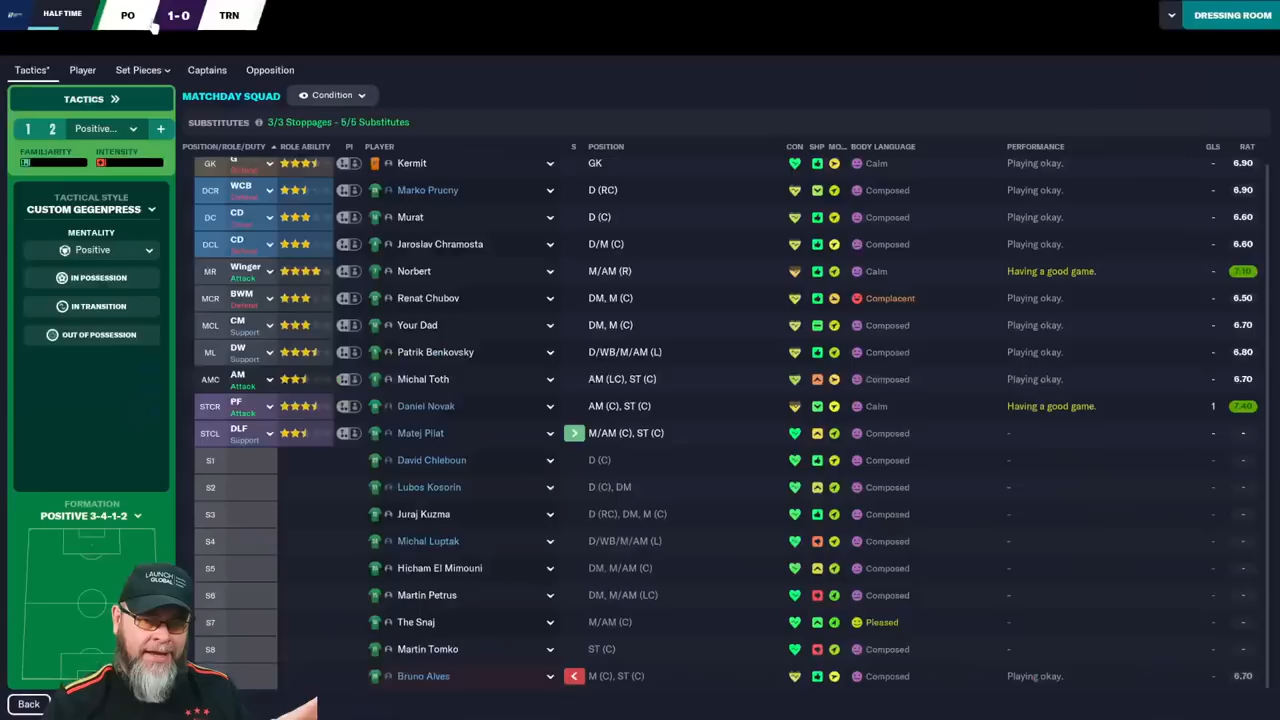 HALF TIME PO 1-0 TRN DRESSING ROOM
Tactics* Player Set Pieces Captains Opposition
TACTICS
1 2 Positive... +
FAMILIARITY INTENSITY
TACTICAL STYLE
CUSTOM GEGENPRESS
MENTALITY
Positive
IN POSSESSION
IN TRANSITION
OUT OF POSSESSION
FORMATION
POSITIVE 3-4-1-2
Back
MATCHDAY SQUAD Condition
SUBSTITUTES 3/3 Stoppages - 5/5 Substitutes
POSITION/ROLE/DUTY ROLE ABILITY PI PLAYER S POSITION CON SHP MO... BODY LANGUAGE PERFORMANCE GLS RAT
GK G Kermit GK Calm Playing okay. - 6.90
DCR WCB Defend Marko Prucny D (RC) Composed Playing okay. - 6.90
DC CD Murat D (C) Composed Playing okay. - 6.60
DCL CD Jaroslav Chramosta D/M (C) Composed Playing okay. - 6.60
MR Winger Attack Norbert M/AM (R) Calm Having a good game. - 7.10
MCR BWM Defend Renat Chubov DM, M (C) Complacent Playing okay. - 6.50
MCL CM Support Your Dad DM, M (C) Composed Playing okay. - 6.70
ML DW Support Patrik Benkovsky D/WB/M/AM (L) Composed Playing okay. - 6.80
AMC AM Attack Michal Toth AM (LC), ST (C) Composed Playing okay. - 6.70
STCR PF Attack Daniel Novak AM (C), ST (C) Calm Having a good game. 1 7.40
STCL DLF Support Matej Pilat M/AM (C), ST (C) Composed - - -
S1 David Chleboun D (C) Composed - - -
S2 Lubos Kosorin D (C), DM Composed - - -
S3 Juraj Kuzma D (RC), DM, M (C) Composed - - -
S4 Michal Luptak D/WB/M/AM (L) Composed - - -
S5 Hicham El Mimouni DM, M/AM (C) Composed - - -
S6 Martin Petrus DM, M/AM (LC) Composed - - -
S7 The Snaj M/AM (C) Pleased - - -
S8 Martin Tomko ST (C) Composed - - -
Bruno Alves M (C), ST (C) Composed Playing okay. - 6.70
LAUNCH
GLOBAL